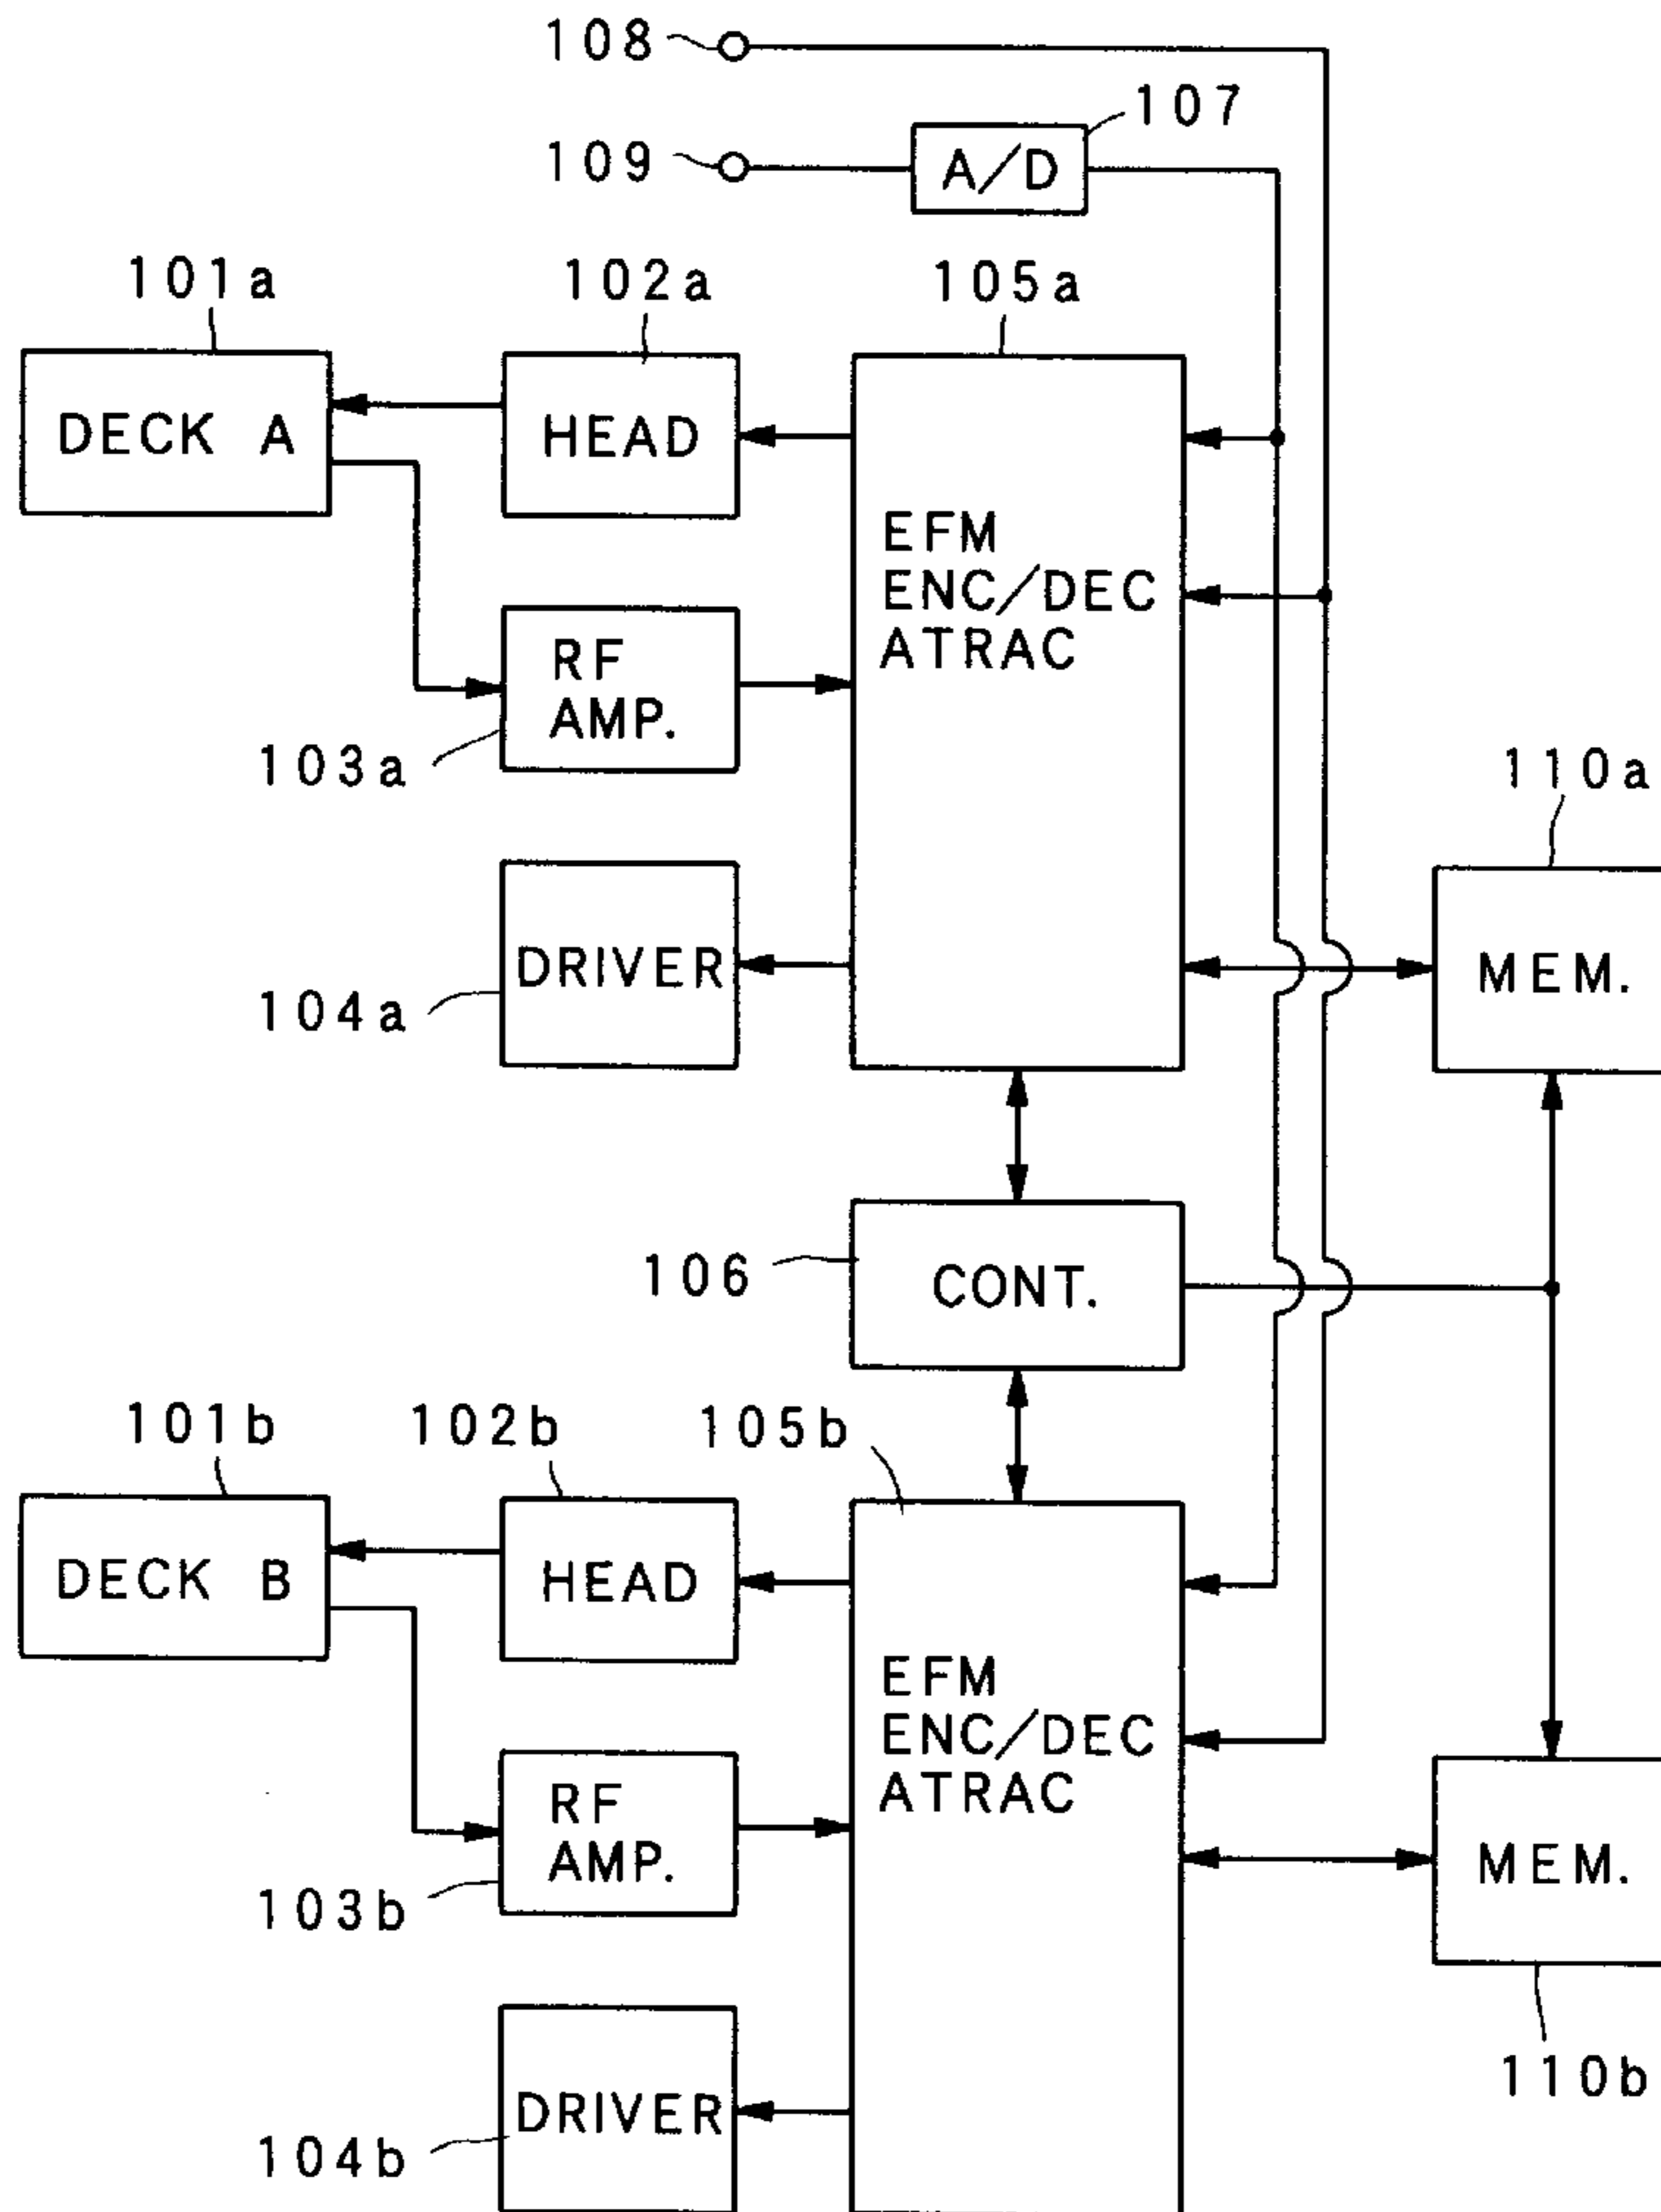 108
107
109
A/D
101a
102a
105a
DECK A
HEAD
EFM
ENC/DEC
ATRAC
RF
AMP.
103a
110a
DRIVER
MEM.
104a
106
CONT.
101b
102b
105b
DECK B
HEAD
EFM
ENC/DEC
ATRAC
RF
AMP.
MEM.
103b
110b
DRIVER
104b